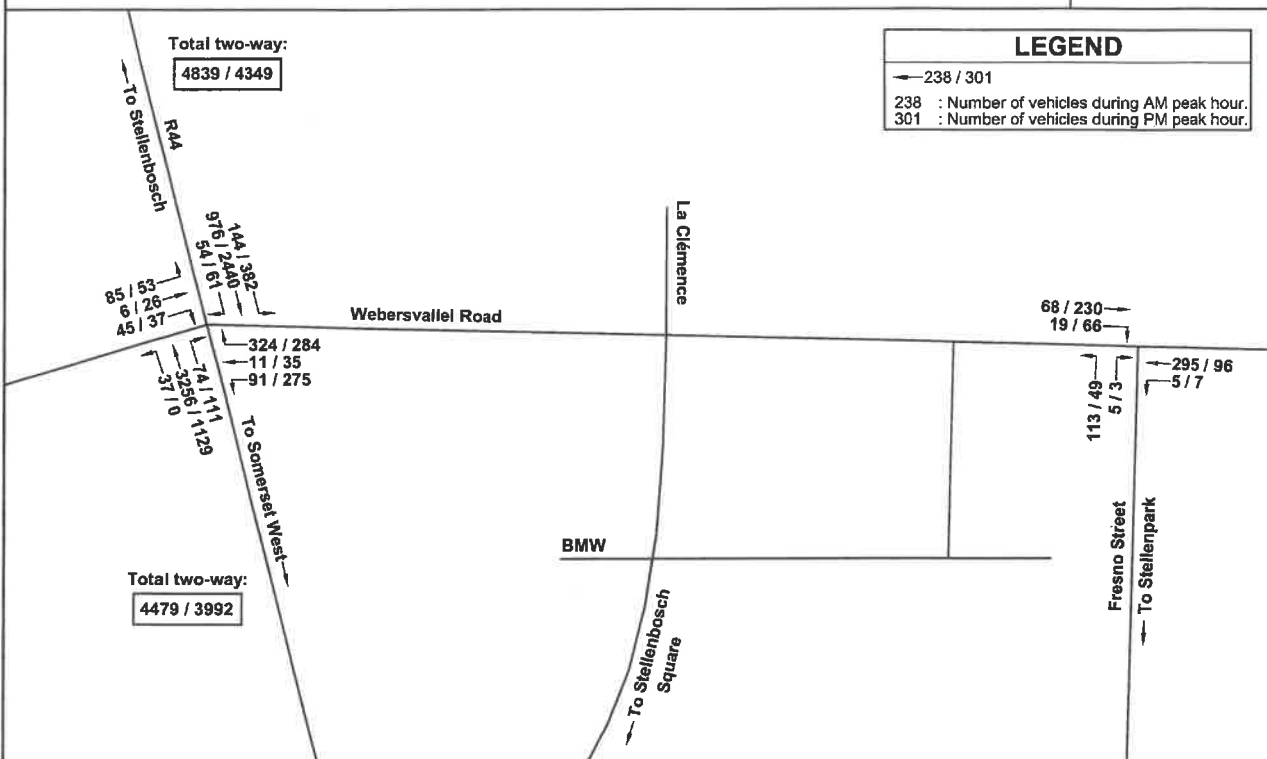 Total two-way:
4839 / 4349
LEGEND
238 / 301
238 : Number of vehicles during AM peak hour.
301 : Number of vehicles during PM peak hour.
To Stellenbosch
R44
144 / 382
976 / 2440
54 / 61
85 / 53
6 / 26
45 / 37
Webersvallei Road
La Clémence
68 / 230
19 / 66
324 / 284
11 / 35
91 / 275
74 / 111
3256 / 1129
37 / 0
295 / 96
5 / 7
113 / 49
5 / 3
To Somerset West
BMW
Fresno Street
To Stellenpark
Total two-way:
4479 / 3992
To Stellenbosch
Square